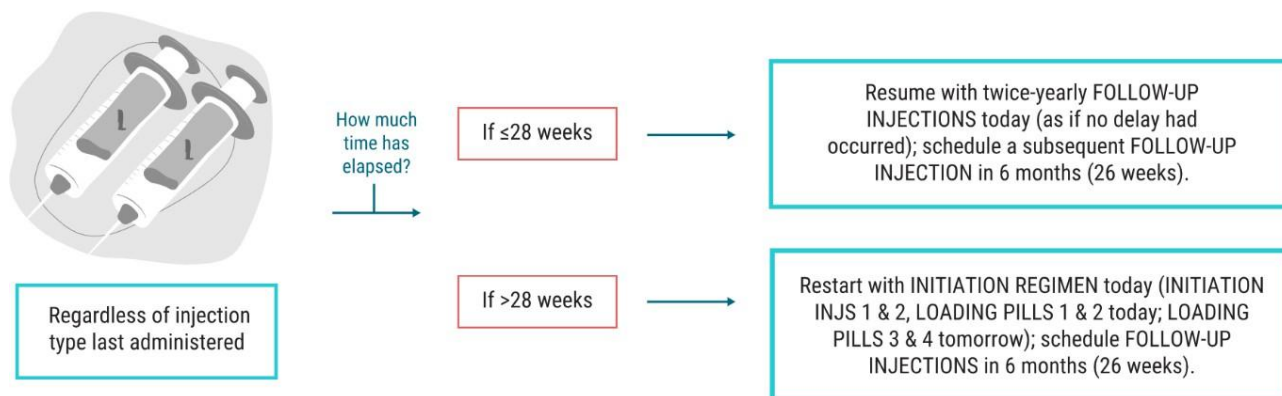 Regardless of injection
type last administered
How much
time has
elapsed?
If ≤28 weeks
Resume with twice-yearly FOLLOW-UP
INJECTIONS today (as if no delay had
occurred); schedule a subsequent FOLLOW-UP
INJECTION in 6 months (26 weeks).
If >28 weeks
Restart with INITIATION REGIMEN today (INITIATION
INJS 1 & 2, LOADING PILLS 1 & 2 today; LOADING
PILLS 3 & 4 tomorrow); schedule FOLLOW-UP
INJECTIONS in 6 months (26 weeks).